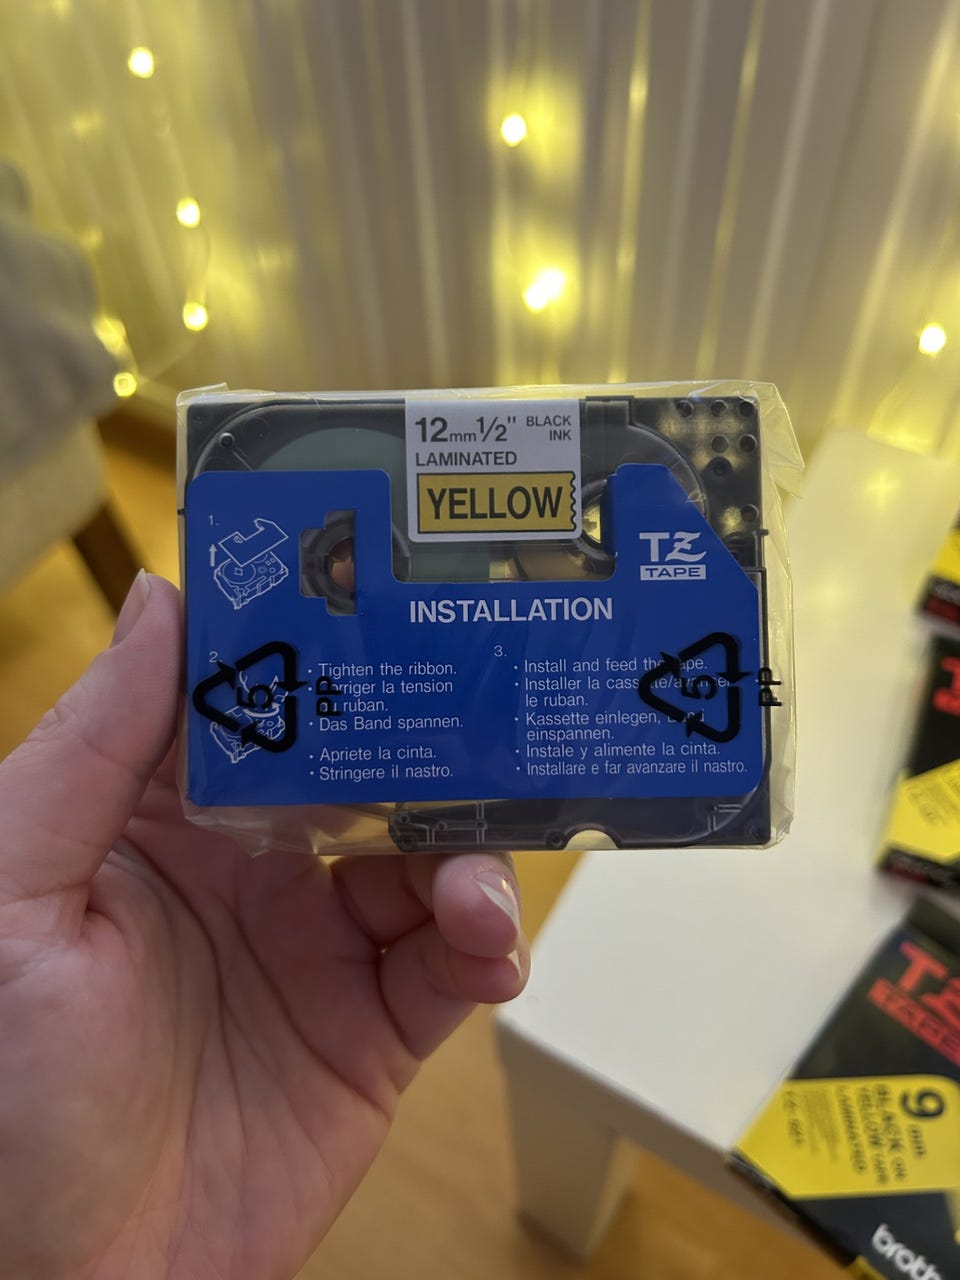 12mm 1/2" BLACK INK
LAMINATED
YELLOW
TZ
TAPE
INSTALLATION
1.
2.
· Tighten the ribbon.
· la tension
ruban.
· Das Band spannen.
· Apriete la cinta.
· Stringere il nastro.
3.
· Install and feed
· Installer la
le ruban.
· Kassette einlegen,
einspannen.
· Instale y alimente la cinta.
· Installare e far avanzare il nastro.
5
PP
5
PP
TAPE
9 mm
BLACK ON
YELLOW TAPE
LAMINATED